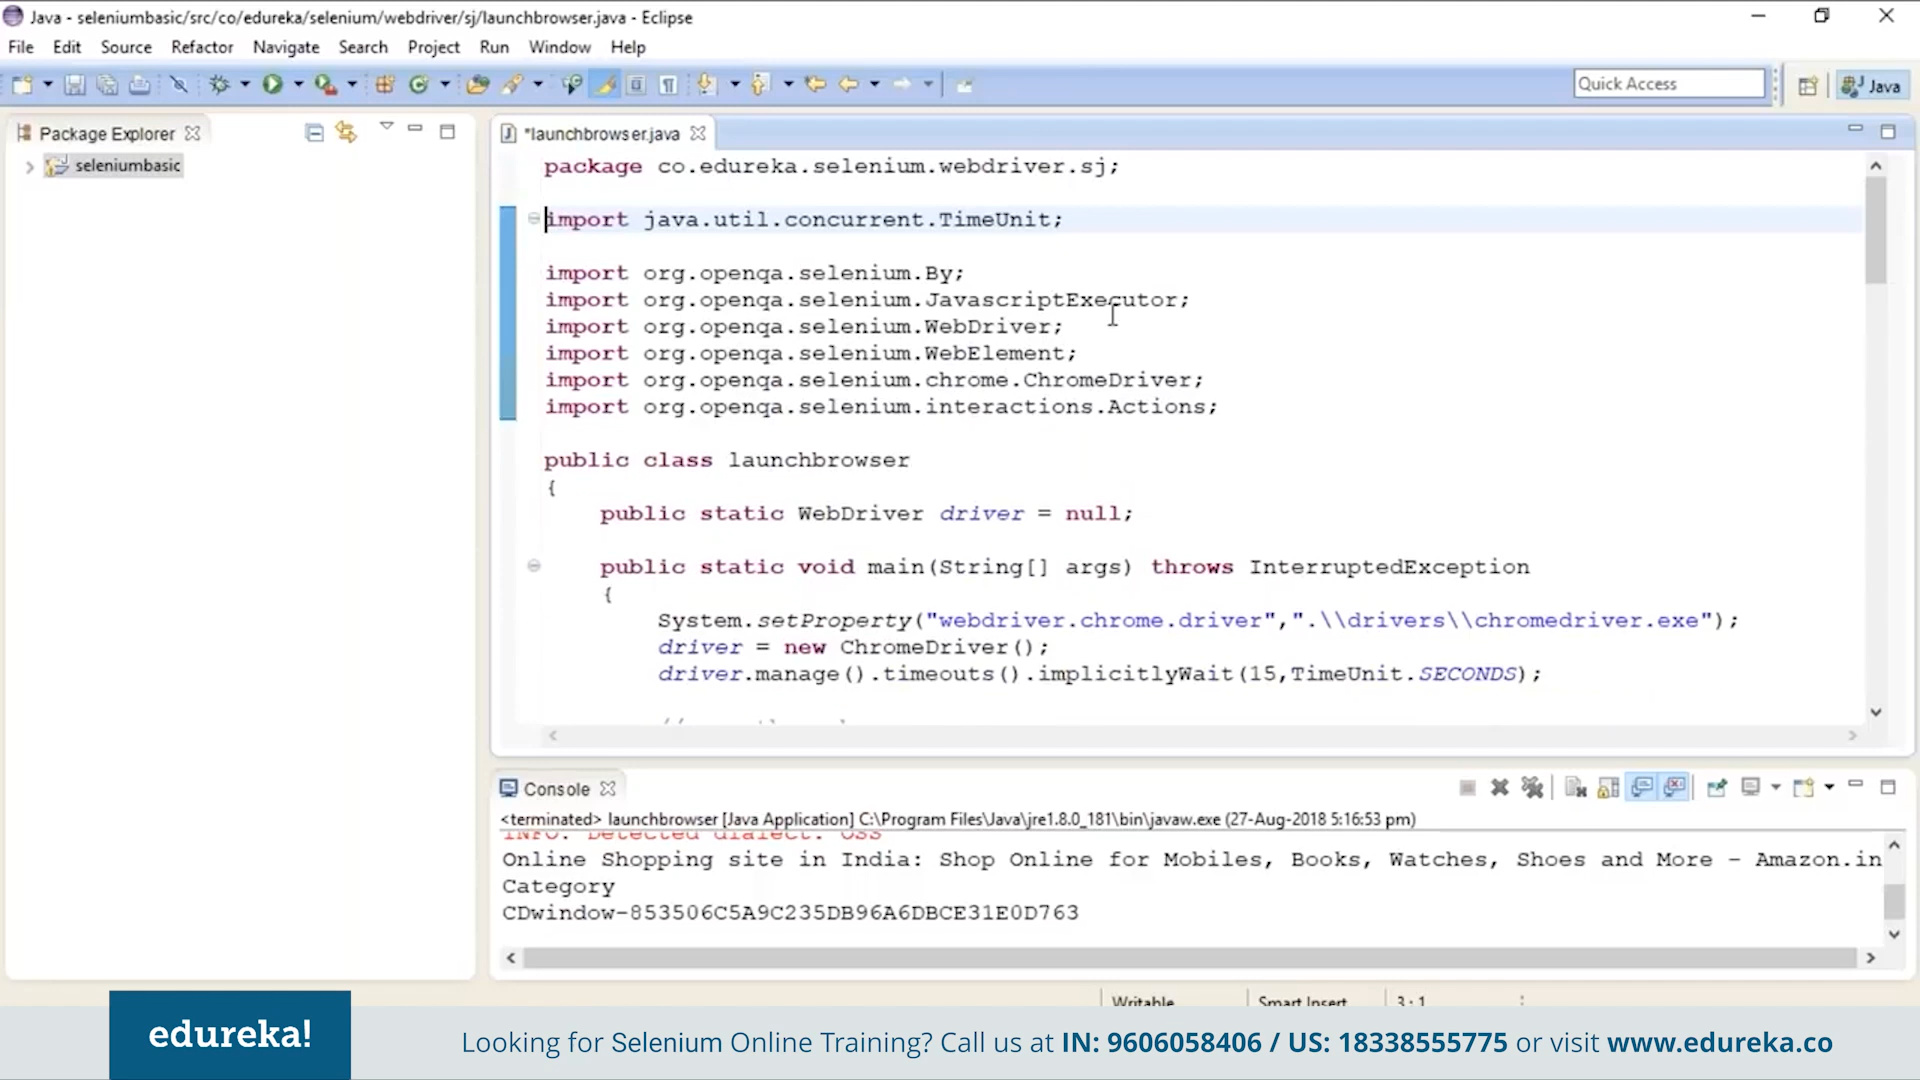 Java - seleniumbasic/src/co/edureka/selenium/webdriver/sj/launchbrowser.java - Eclipse
File Edit Source Refactor Navigate Search Project Run Window Help
Quick Access
Java
Package Explorer
seleniumbasic
*launchbrowser.java
package co.edureka.selenium.webdriver.sj;
import java.util.concurrent.TimeUnit;
import org.openqa.selenium.By;
import org.openqa.selenium.JavascriptExecutor;
import org.openqa.selenium.WebDriver;
import org.openqa.selenium.WebElement;
import org.openqa.selenium.chrome.ChromeDriver;
import org.openqa.selenium.interactions.Actions;
public class launchbrowser
{
public static WebDriver driver = null;
public static void main(String[] args) throws InterruptedException
{
System.setProperty("webdriver.chrome.driver",".\\drivers\\chromedriver.exe");
driver = new ChromeDriver();
driver.manage().timeouts().implicitlyWait(15,TimeUnit.SECONDS);
Console
<terminated> launchbrowser [Java Application] C:\Program Files\Java\jre1.8.0_181\bin\javaw.exe (27-Aug-2018 5:16:53 pm)
INFO: Detected dialect: OSS
Online Shopping site in India: Shop Online for Mobiles, Books, Watches, Shoes and More - Amazon.in
Category
CDwindow-853506C5A9C235DB96A6DBCE31E0D763
Writable Smart Insert 3 : 1
edureka!
Looking for Selenium Online Training? Call us at IN: 9606058406 / US: 18338555775 or visit www.edureka.co